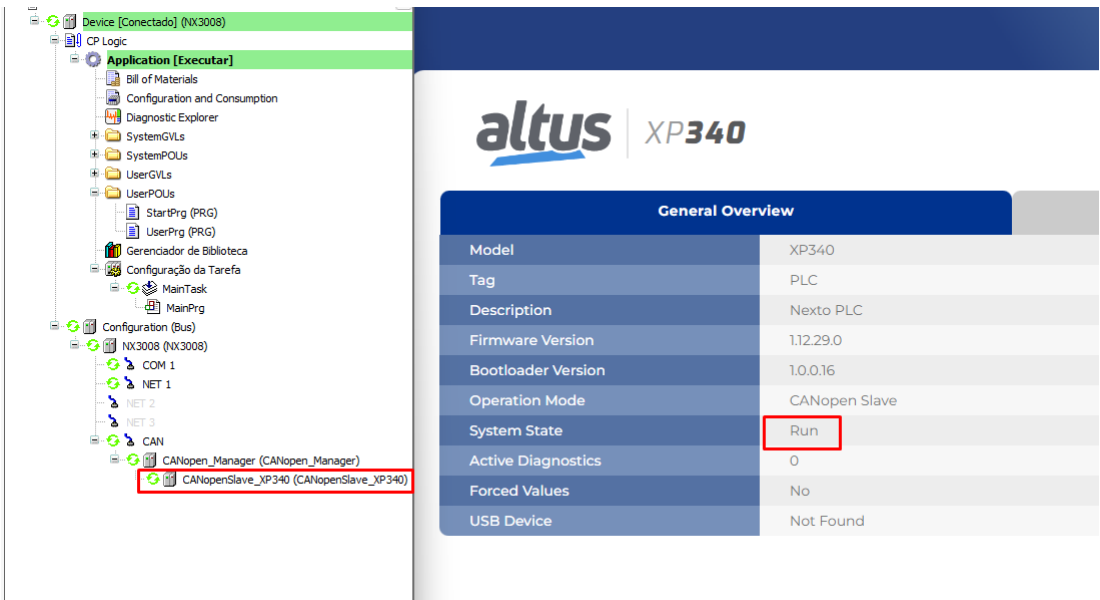 Device [Conectado] (NX3008)
CP Logic
Application [Executar]
Bill of Materials
Configuration and Consumption
Diagnostic Explorer
SystemGVLs
SystemPOUs
UserGVLs
UserPOUs
StartPrg (PRG)
UserPrg (PRG)
Gerenciador de Biblioteca
Configuração da Tarefa
MainTask
MainPrg
Configuration (Bus)
NX3008 (NX3008)
COM 1
NET 1
NET 2
NET 3
CAN
CANopen_Manager (CANopen_Manager)
CANopenSlave_XP340 (CANopenSlave_XP340)
altus XP340
General Overview
Model XP340
Tag PLC
Description Nexto PLC
Firmware Version 1.12.29.0
Bootloader Version 1.0.0.16
Operation Mode CANopen Slave
System State Run
Active Diagnostics 0
Forced Values No
USB Device Not Found